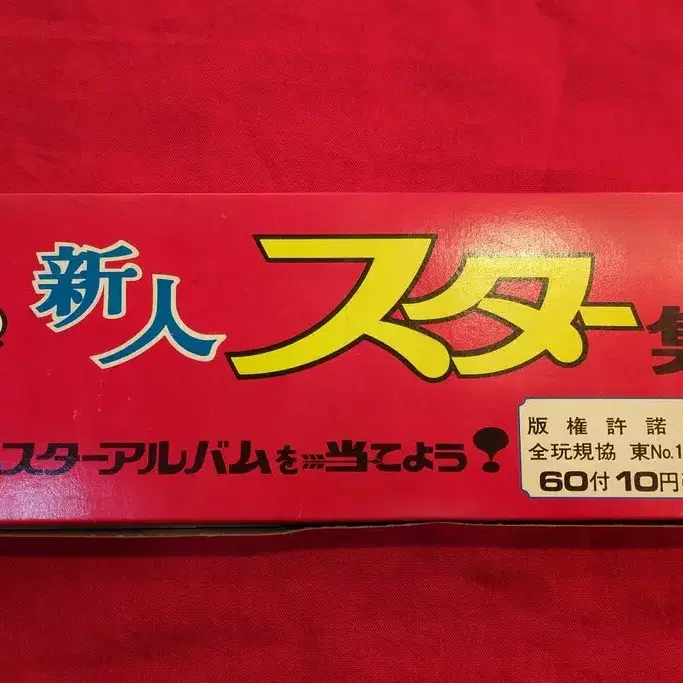 新人スター集
スターアルバムを当てよう!
版権許諾
全玩規協 東No.1
60付10円